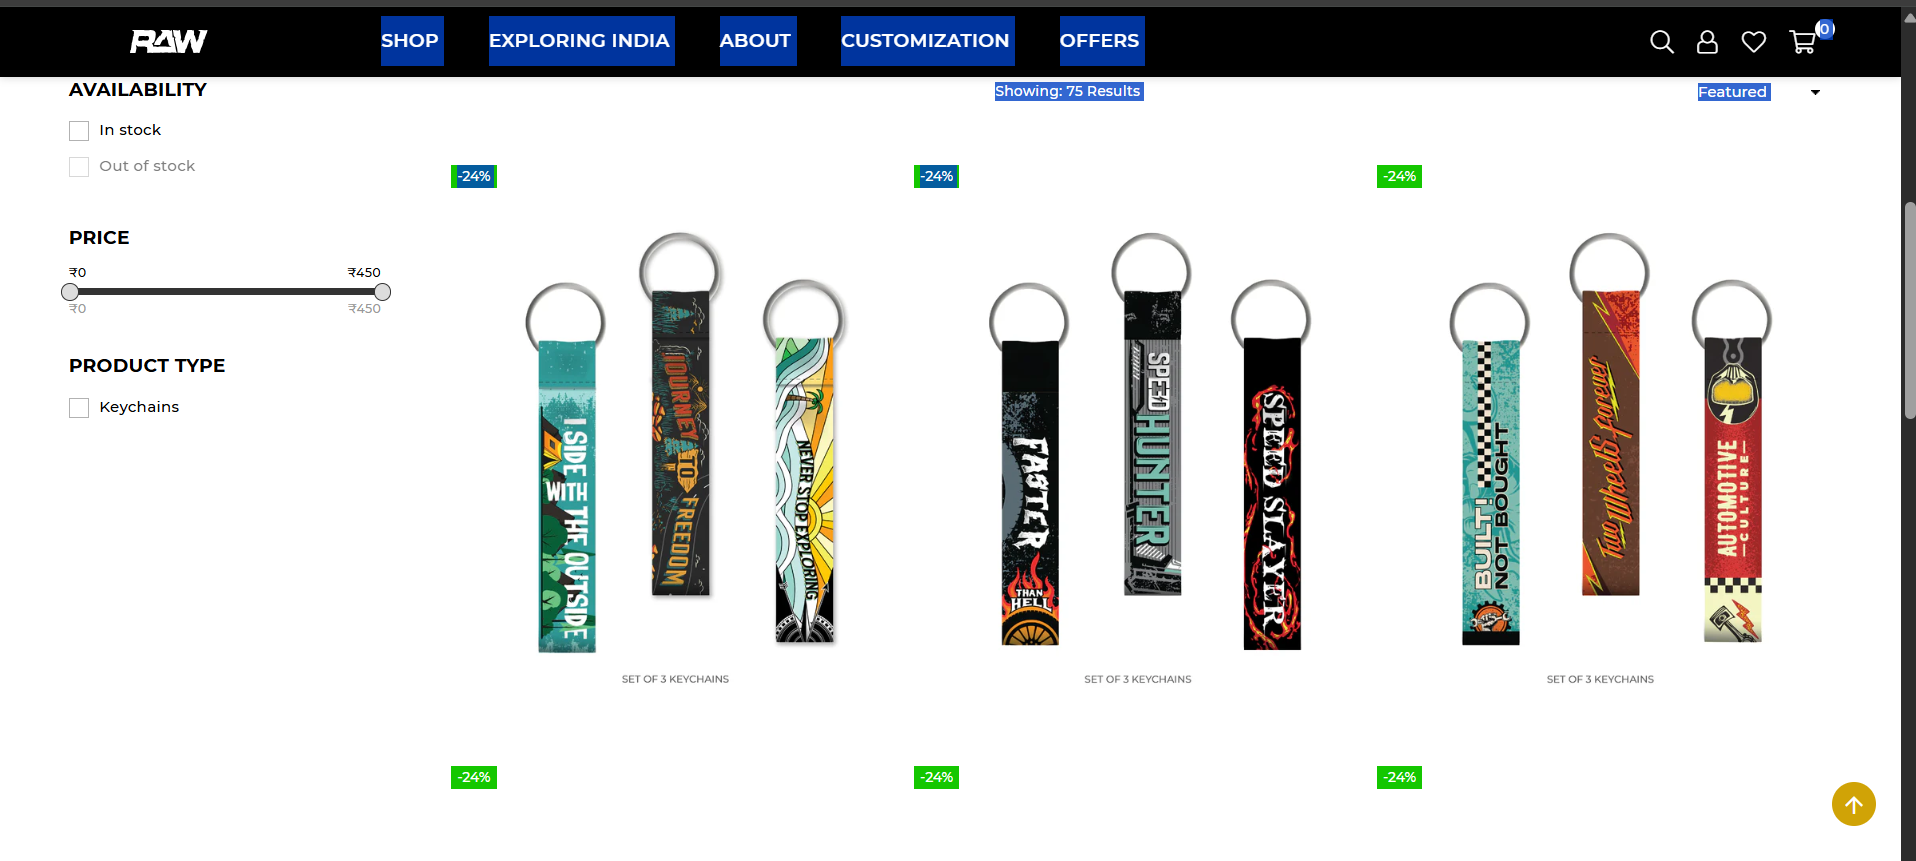 RAW
SHOP
EXPLORING INDIA
ABOUT
CUSTOMIZATION
OFFERS
0
AVAILABILITY
In stock
Out of stock
PRICE
₹0
₹450
₹0
₹450
PRODUCT TYPE
Keychains
Showing: 75 Results
Featured
-24%
I SIDE WITH THE OUTSIDE
JOURNEY TO FREEDOM
NEVER STOP EXPLORING
SET OF 3 KEYCHAINS
-24%
FASTER
THAN
HELL
SPEED HUNTER
SPEED SLAYER
SET OF 3 KEYCHAINS
-24%
BUILT!
NOT BOUGHT
Two Wheels forever
AUTOMOTIVE
—CULTURE—
SET OF 3 KEYCHAINS
-24%
-24%
-24%